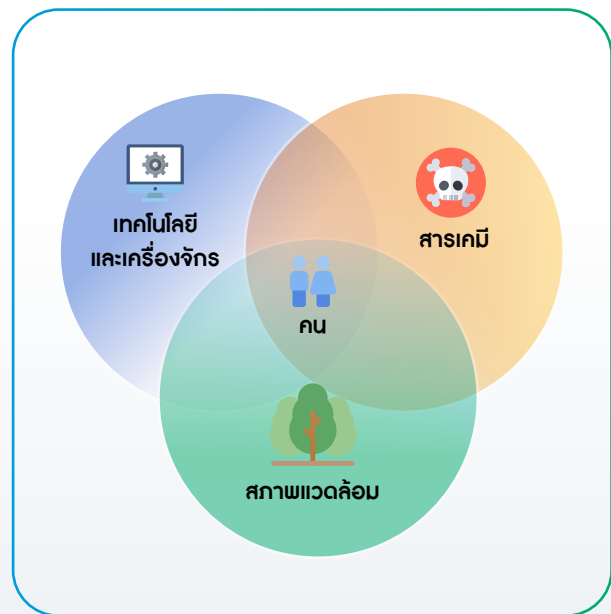 เทคโนโลยี
และเครื่องจักร
สารเคมี
คน
สภาพแวดล้อม